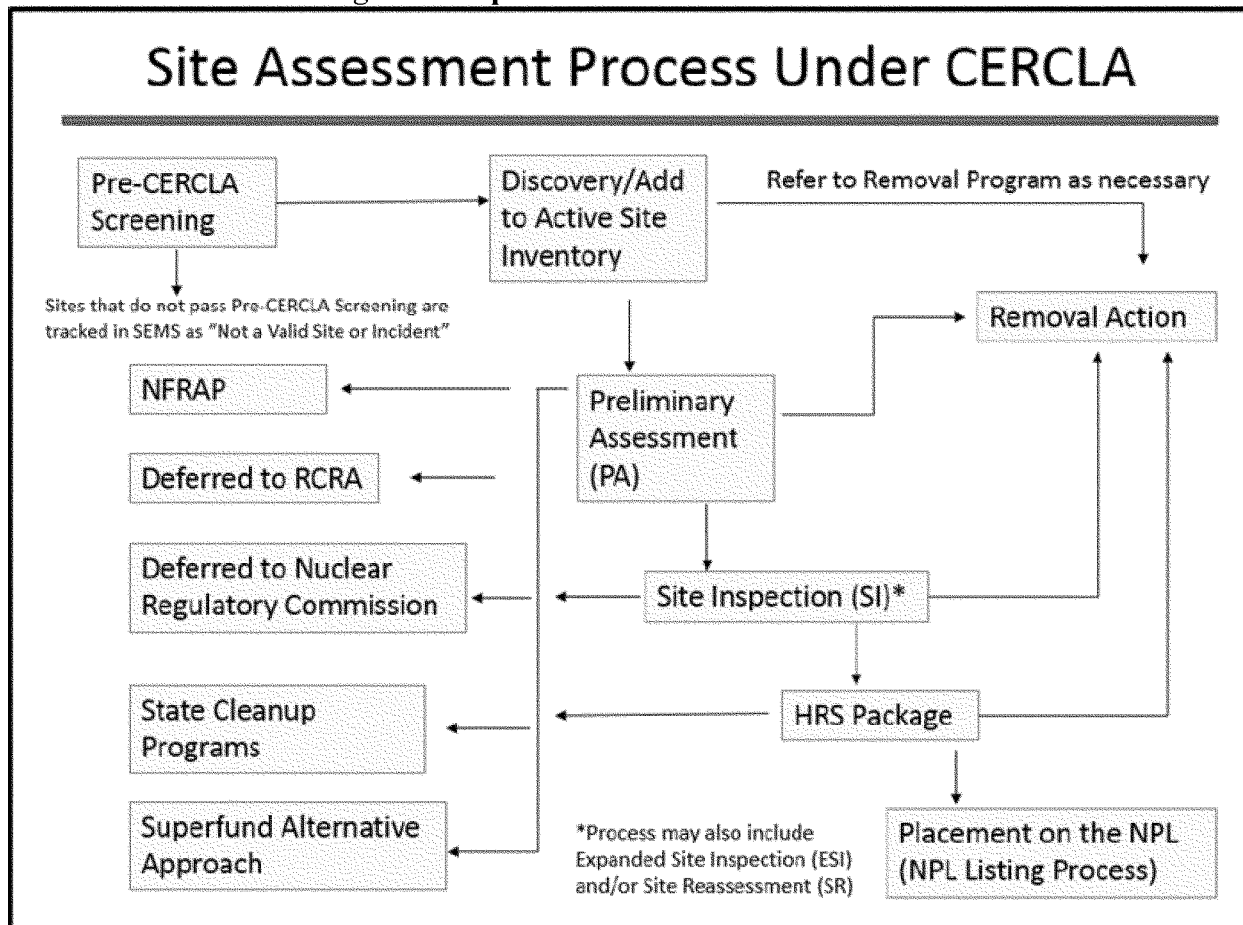 Site Assessment Process Under CERCLA
Pre-CERCLA
Screening
Discovery/Add
to Active Site
Inventory
Refer to Removal Program as necessary
Sites that do not pass Pre-CERCLA Screening are
tracked in SEMS as “Not a Valid Site or Incident”
Removal Action
NFRAP
Preliminary
Assessment
(PA)
Deferred to RCRA
Deferred to Nuclear
Regulatory Commission
Site Inspection (SI)*
State Cleanup
Programs
HRS Package
Superfund Alternative
Approach
*Process may also include
Expanded Site Inspection (ESI)
and/or Site Reassessment (SR)
Placement on the NPL
(NPL Listing Process)